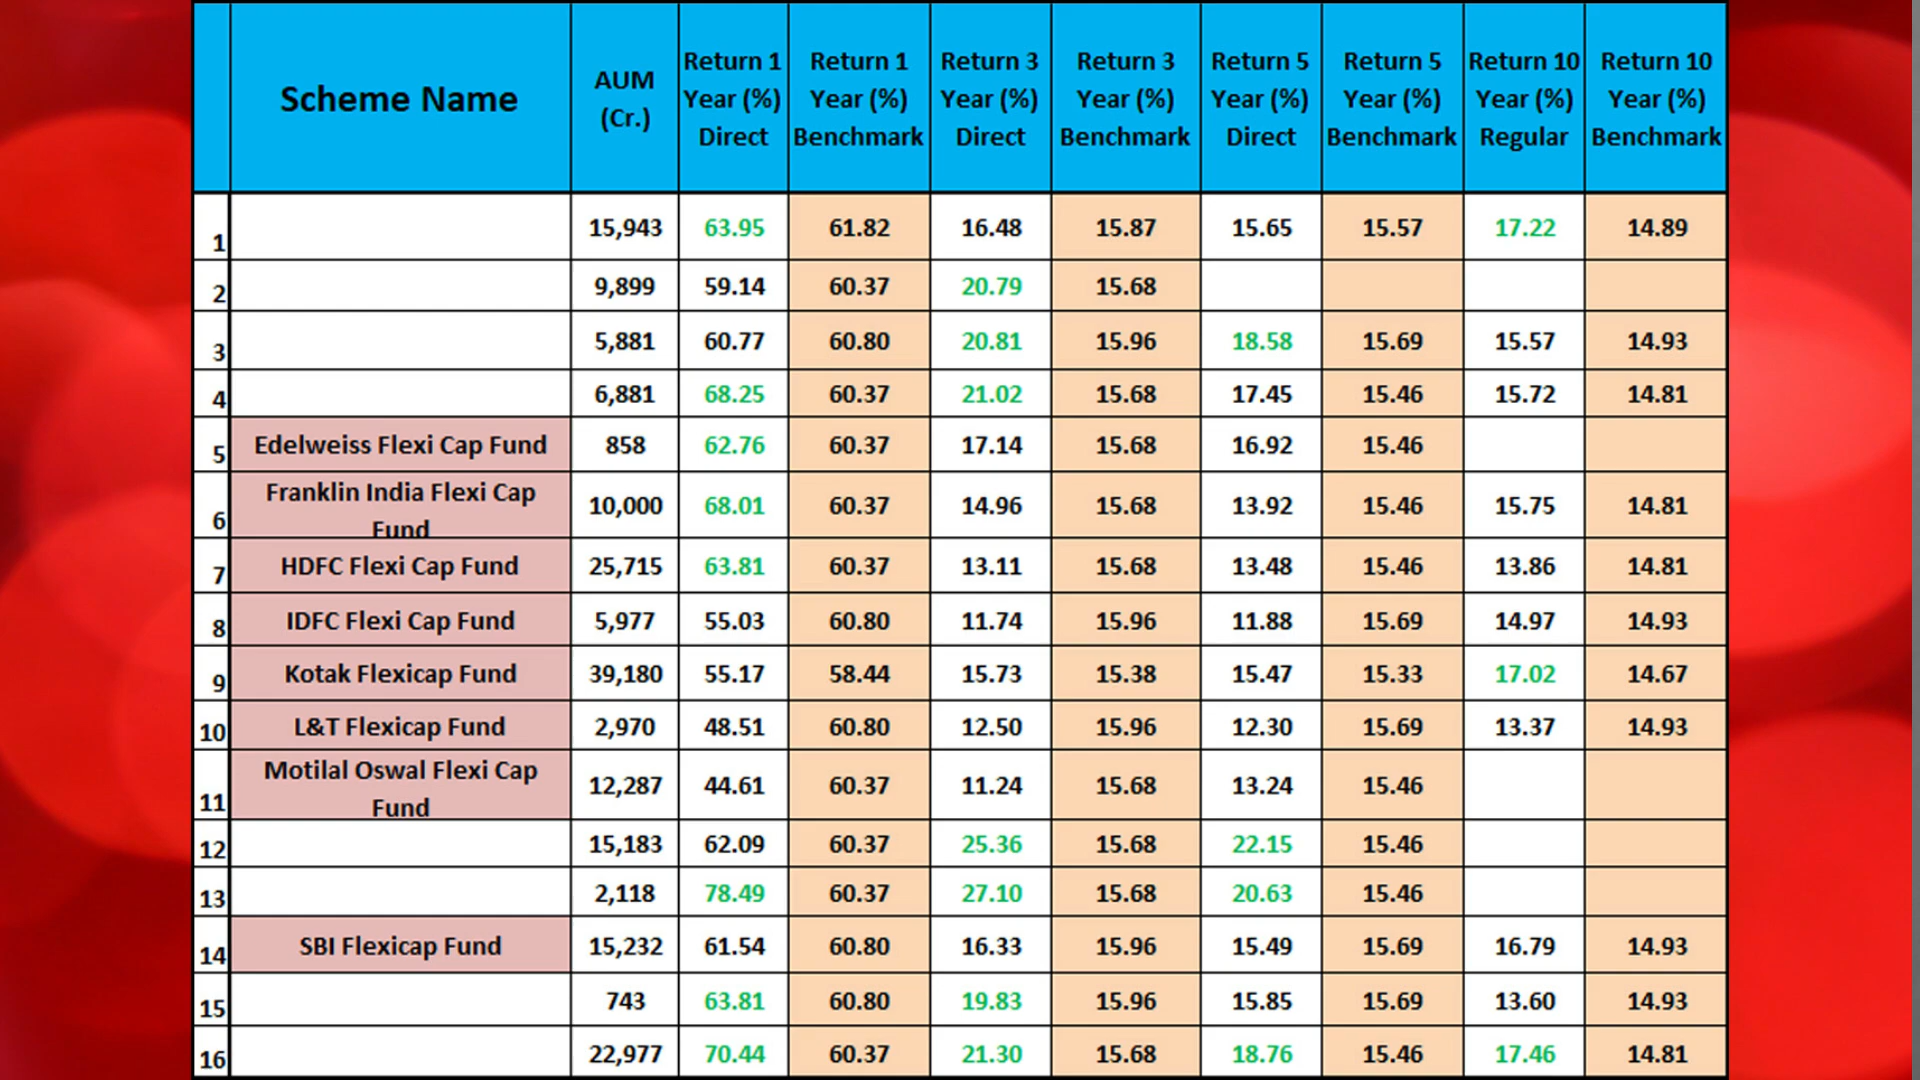 Scheme Name AUM (Cr.) Return 1 Year (%) Direct Return 1 Year (%) Benchmark Return 3 Year (%) Direct Return 3 Year (%) Benchmark Return 5 Year (%) Direct Return 5 Year (%) Benchmark Return 10 Year (%) Regular Return 10 Year (%) Benchmark
1 15,943 63.95 61.82 16.48 15.87 15.65 15.57 17.22 14.89
2 9,899 59.14 60.37 20.79 15.68
3 5,881 60.77 60.80 20.81 15.96 18.58 15.69 15.57 14.93
4 6,881 68.25 60.37 21.02 15.68 17.45 15.46 15.72 14.81
5 Edelweiss Flexi Cap Fund 858 62.76 60.37 17.14 15.68 16.92 15.46
6 Franklin India Flexi Cap Fund 10,000 68.01 60.37 14.96 15.68 13.92 15.46 15.75 14.81
7 HDFC Flexi Cap Fund 25,715 63.81 60.37 13.11 15.68 13.48 15.46 13.86 14.81
8 IDFC Flexi Cap Fund 5,977 55.03 60.80 11.74 15.96 11.88 15.69 14.97 14.93
9 Kotak Flexicap Fund 39,180 55.17 58.44 15.73 15.38 15.47 15.33 17.02 14.67
10 L&T Flexicap Fund 2,970 48.51 60.80 12.50 15.96 12.30 15.69 13.37 14.93
11 Motilal Oswal Flexi Cap Fund 12,287 44.61 60.37 11.24 15.68 13.24 15.46
12 15,183 62.09 60.37 25.36 15.68 22.15 15.46
13 2,118 78.49 60.37 27.10 15.68 20.63 15.46
14 SBI Flexicap Fund 15,232 61.54 60.80 16.33 15.96 15.49 15.69 16.79 14.93
15 743 63.81 60.80 19.83 15.96 15.85 15.69 13.60 14.93
16 22,977 70.44 60.37 21.30 15.68 18.76 15.46 17.46 14.81